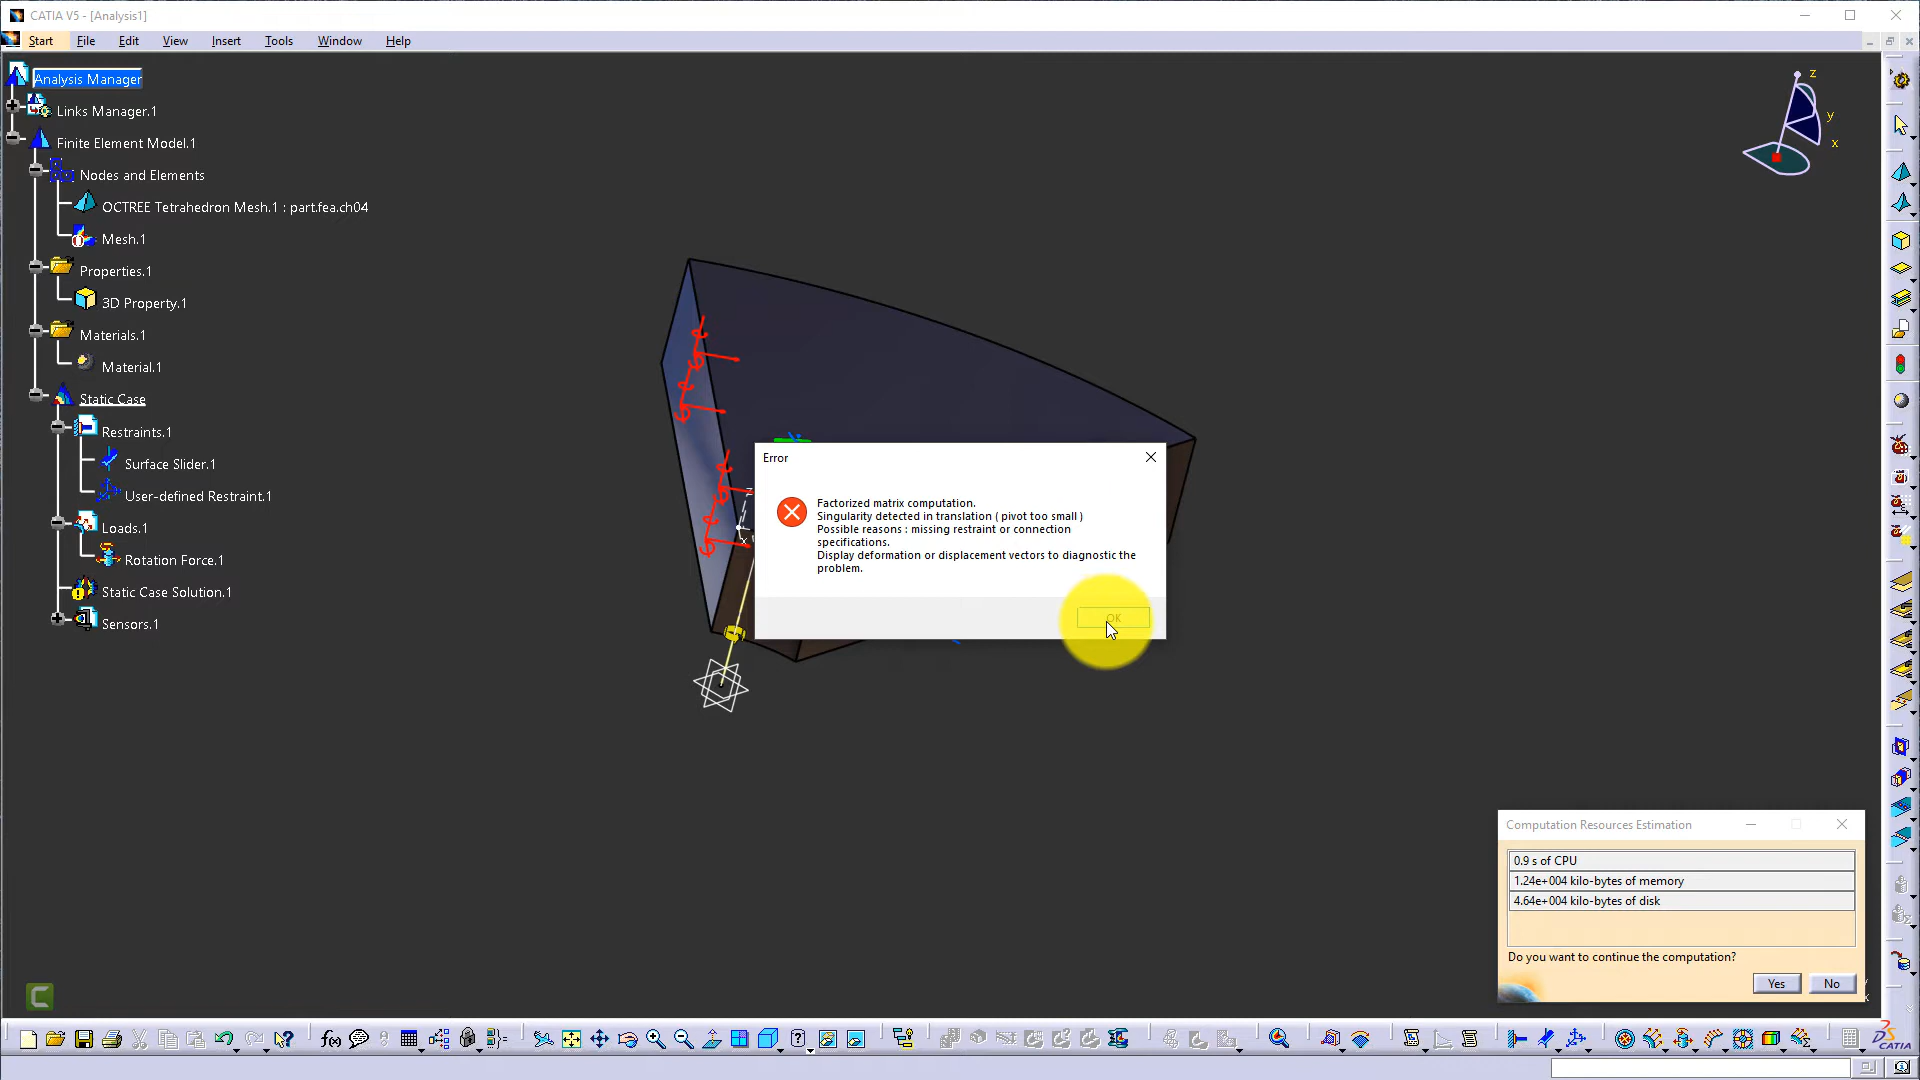 CATIA V5 - [Analysis1]
Start File Edit View Insert Tools Window Help
Analysis Manager
Links Manager.1
Finite Element Model.1
Nodes and Elements
OCTREE Tetrahedron Mesh.1 : part.fea.ch04
Mesh.1
Properties.1
3D Property.1
Materials.1
Material.1
Static Case
Restraints.1
Surface Slider.1
User-defined Restraint.1
Loads.1
Rotation Force.1
Static Case Solution.1
Sensors.1
z
y
x
Error
Factorized matrix computation.
Singularity detected in translation ( pivot too small )
Possible reasons : missing restraint or connection
specifications.
Display deformation or displacement vectors to diagnostic the
problem.
OK
Computation Resources Estimation
0.9 s of CPU
1.24e+004 kilo-bytes of memory
4.64e+004 kilo-bytes of disk
Do you want to continue the computation?
Yes No
CATIA